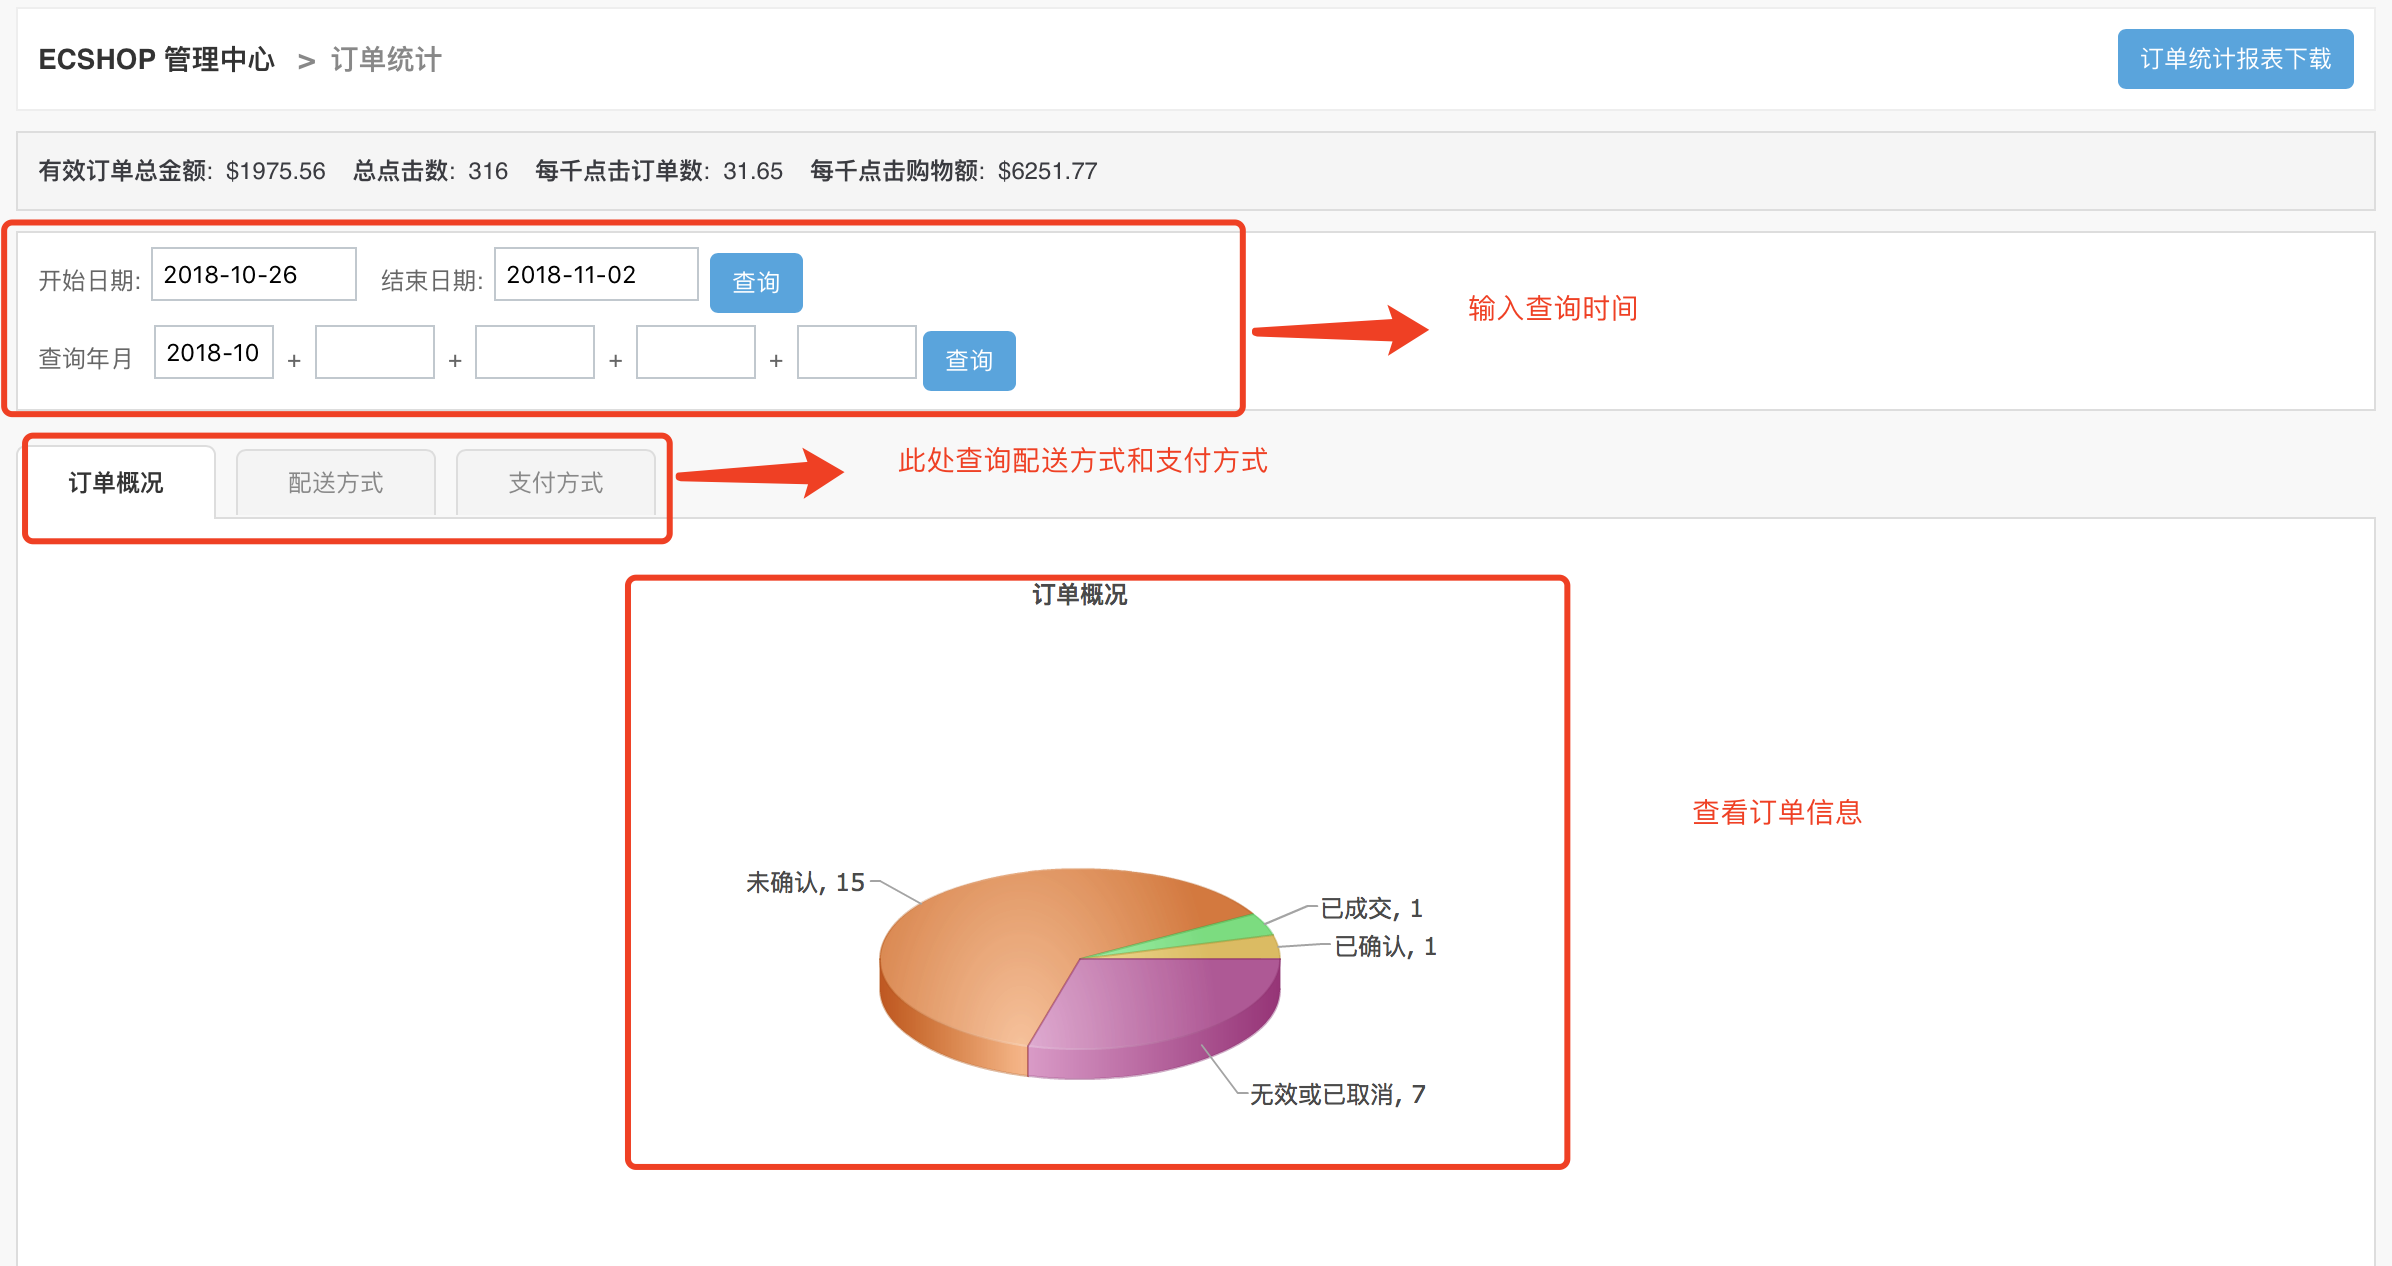 ECSHOP 管理中心 > 订单统计
订单统计报表下载
有效订单总金额: $1975.56 总点击数: 316 每千点击订单数: 31.65 每千点击购物额: $6251.77
开始日期: 2018-10-26 结束日期: 2018-11-02 查询
输入查询时间
查询年月 2018-10 + + + + 查询
此处查询配送方式和支付方式
订单概况 配送方式 支付方式
订单概况
查看订单信息
未确认, 15
已成交, 1
已确认, 1
无效或已取消, 7